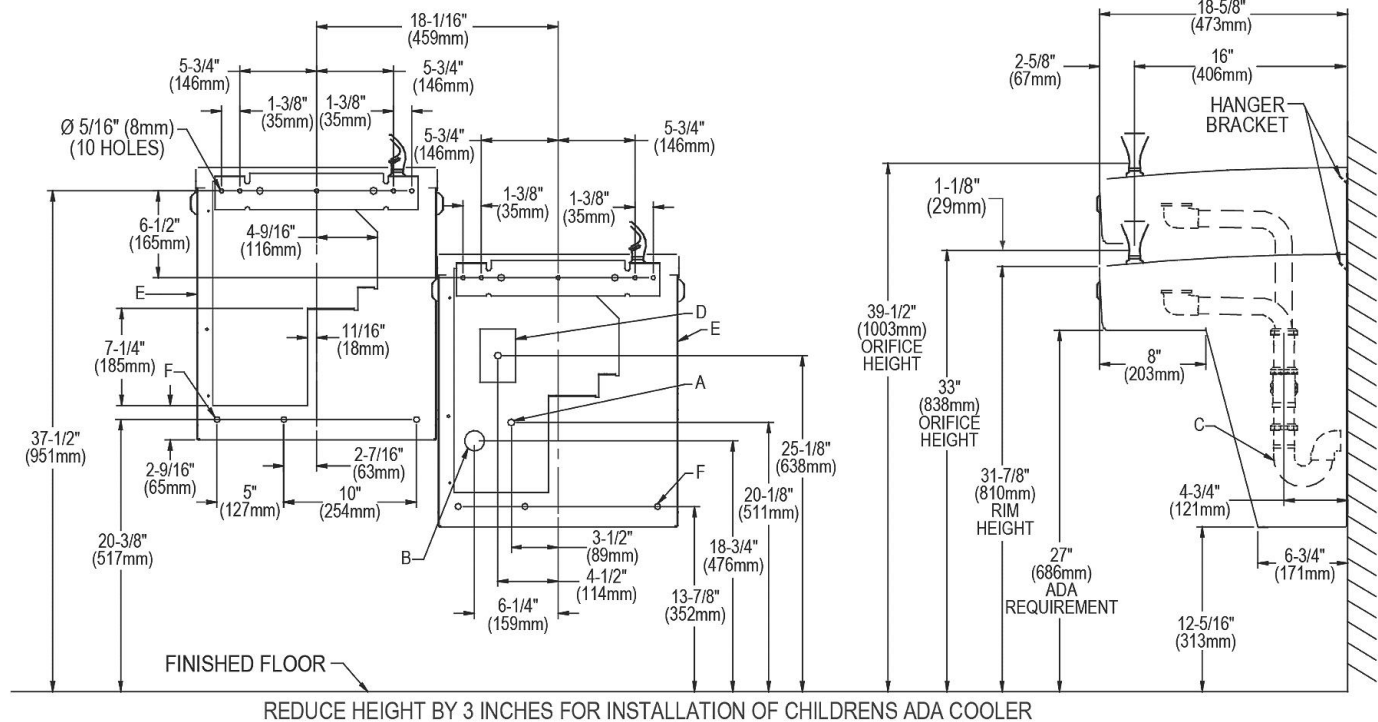 18-1/16"
(459mm)
5-3/4"
(146mm)
5-3/4"
(146mm)
1-3/8"
(35mm)
1-3/8"
(35mm)
Ø 5/16" (8mm)
(10 HOLES)
5-3/4"
(146mm)
5-3/4"
(146mm)
1-3/8"
(35mm)
1-3/8"
(35mm)
6-1/2"
(165mm)
4-9/16"
(116mm)
E
11/16"
(18mm)
7-1/4"
(185mm)
F
D
E
A
37-1/2"
(951mm)
2-9/16"
(65mm)
2-7/16"
(63mm)
5"
(127mm)
10"
(254mm)
F
25-1/8"
(638mm)
20-1/8"
(511mm)
18-3/4"
(476mm)
20-3/8"
(517mm)
B
3-1/2"
(89mm)
4-1/2"
(114mm)
6-1/4"
(159mm)
13-7/8"
(352mm)
18-5/8"
(473mm)
2-5/8"
(67mm)
16"
(406mm)
HANGER
BRACKET
1-1/8"
(29mm)
39-1/2"
(1003mm)
ORIFICE
HEIGHT
8"
(203mm)
33"
(838mm)
ORIFICE
HEIGHT
C
31-7/8"
(810mm)
RIM
HEIGHT
4-3/4"
(121mm)
27"
(686mm)
ADA
REQUIREMENT
6-3/4"
(171mm)
12-5/16"
(313mm)
FINISHED FLOOR
REDUCE HEIGHT BY 3 INCHES FOR INSTALLATION OF CHILDRENS ADA COOLER